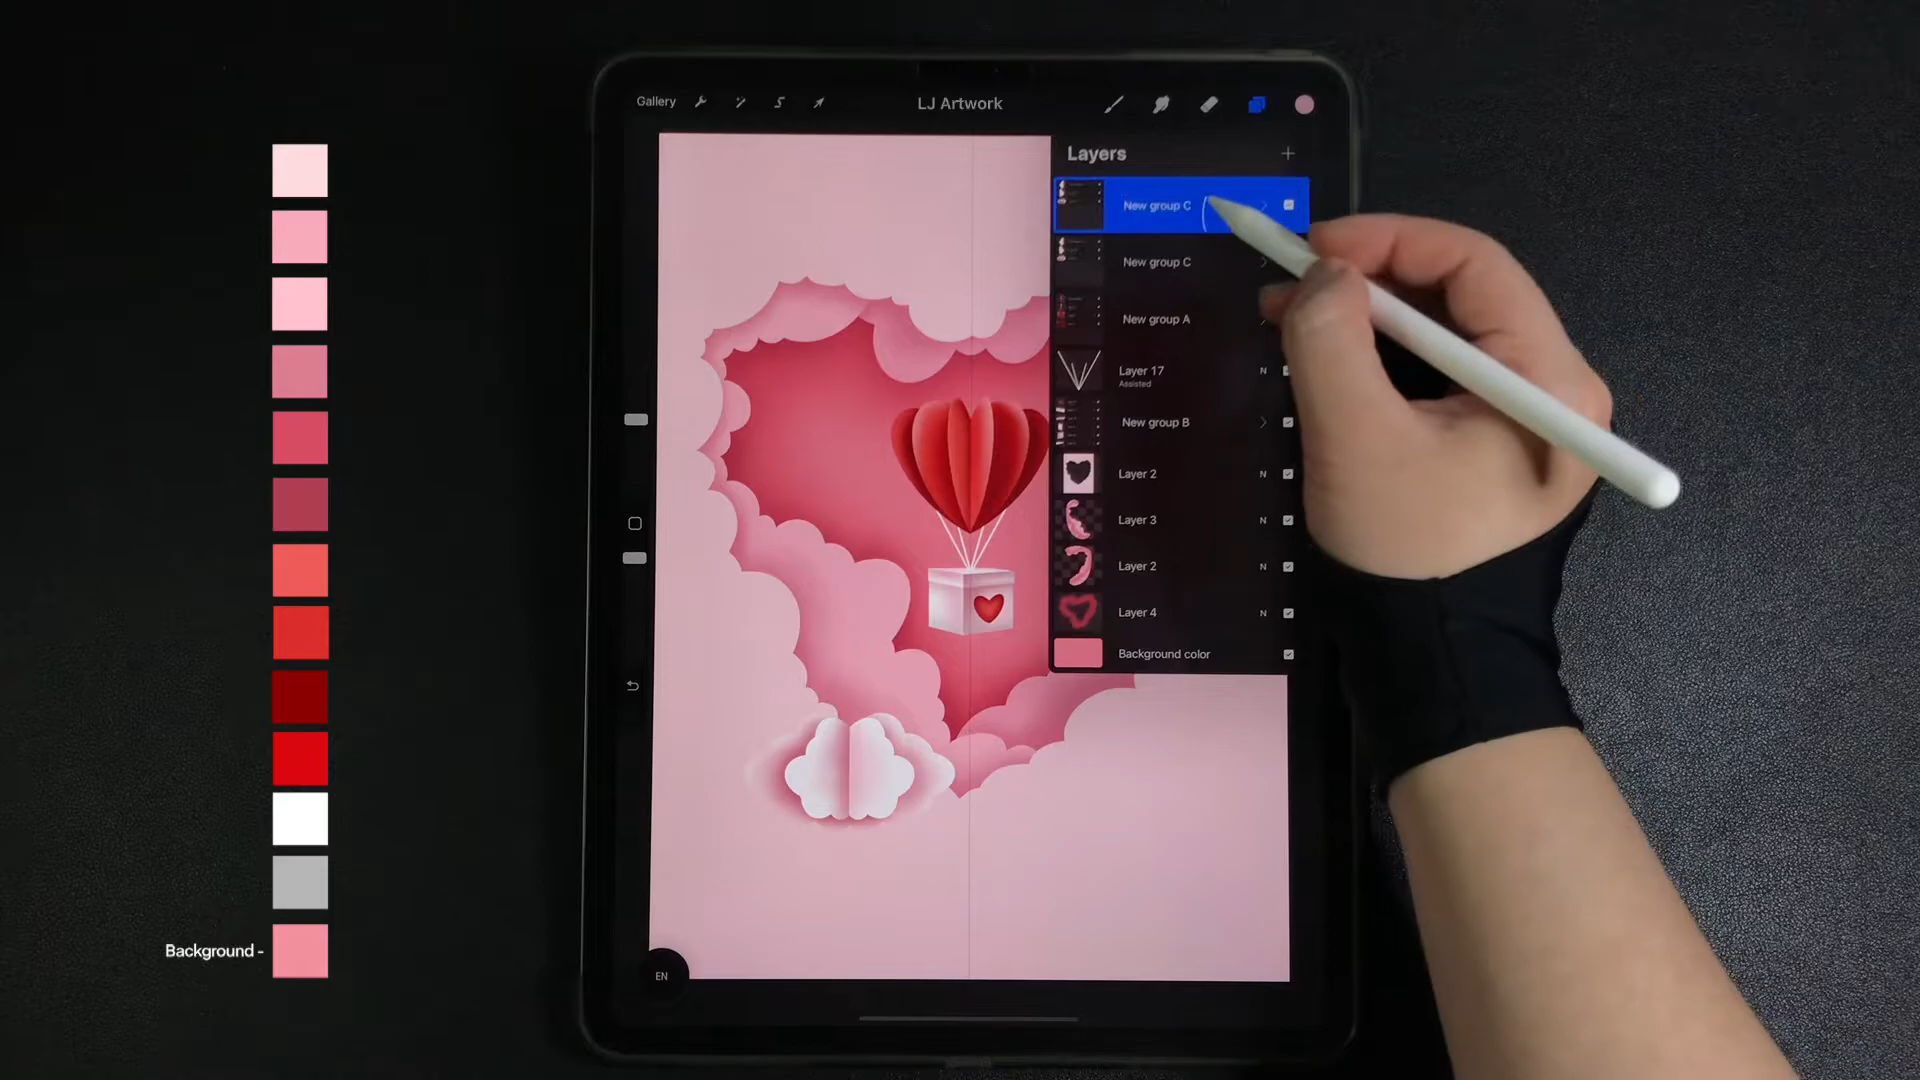 Gallery
LJ Artwork
Layers
New group C
New group C
New group A
Layer 17 N
Assisted
New group B
Layer 2 N
Layer 3 N
Layer 2 N
Layer 4 N
Background color
Background -
EN